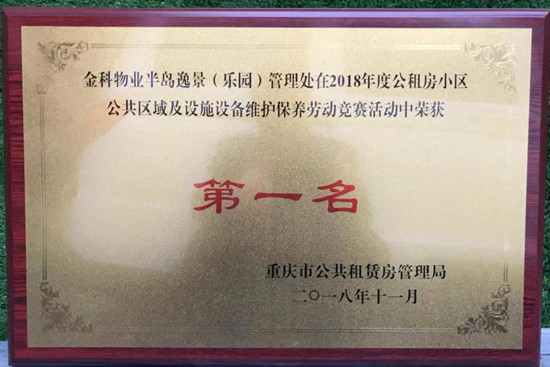 金科物业半岛逸景（乐园）管理处在2018年度公租房小区
公共区域及设施设备维护保养劳动竞赛活动中荣获
第一名
重庆市公共租赁房管理局
二〇一八年十一月